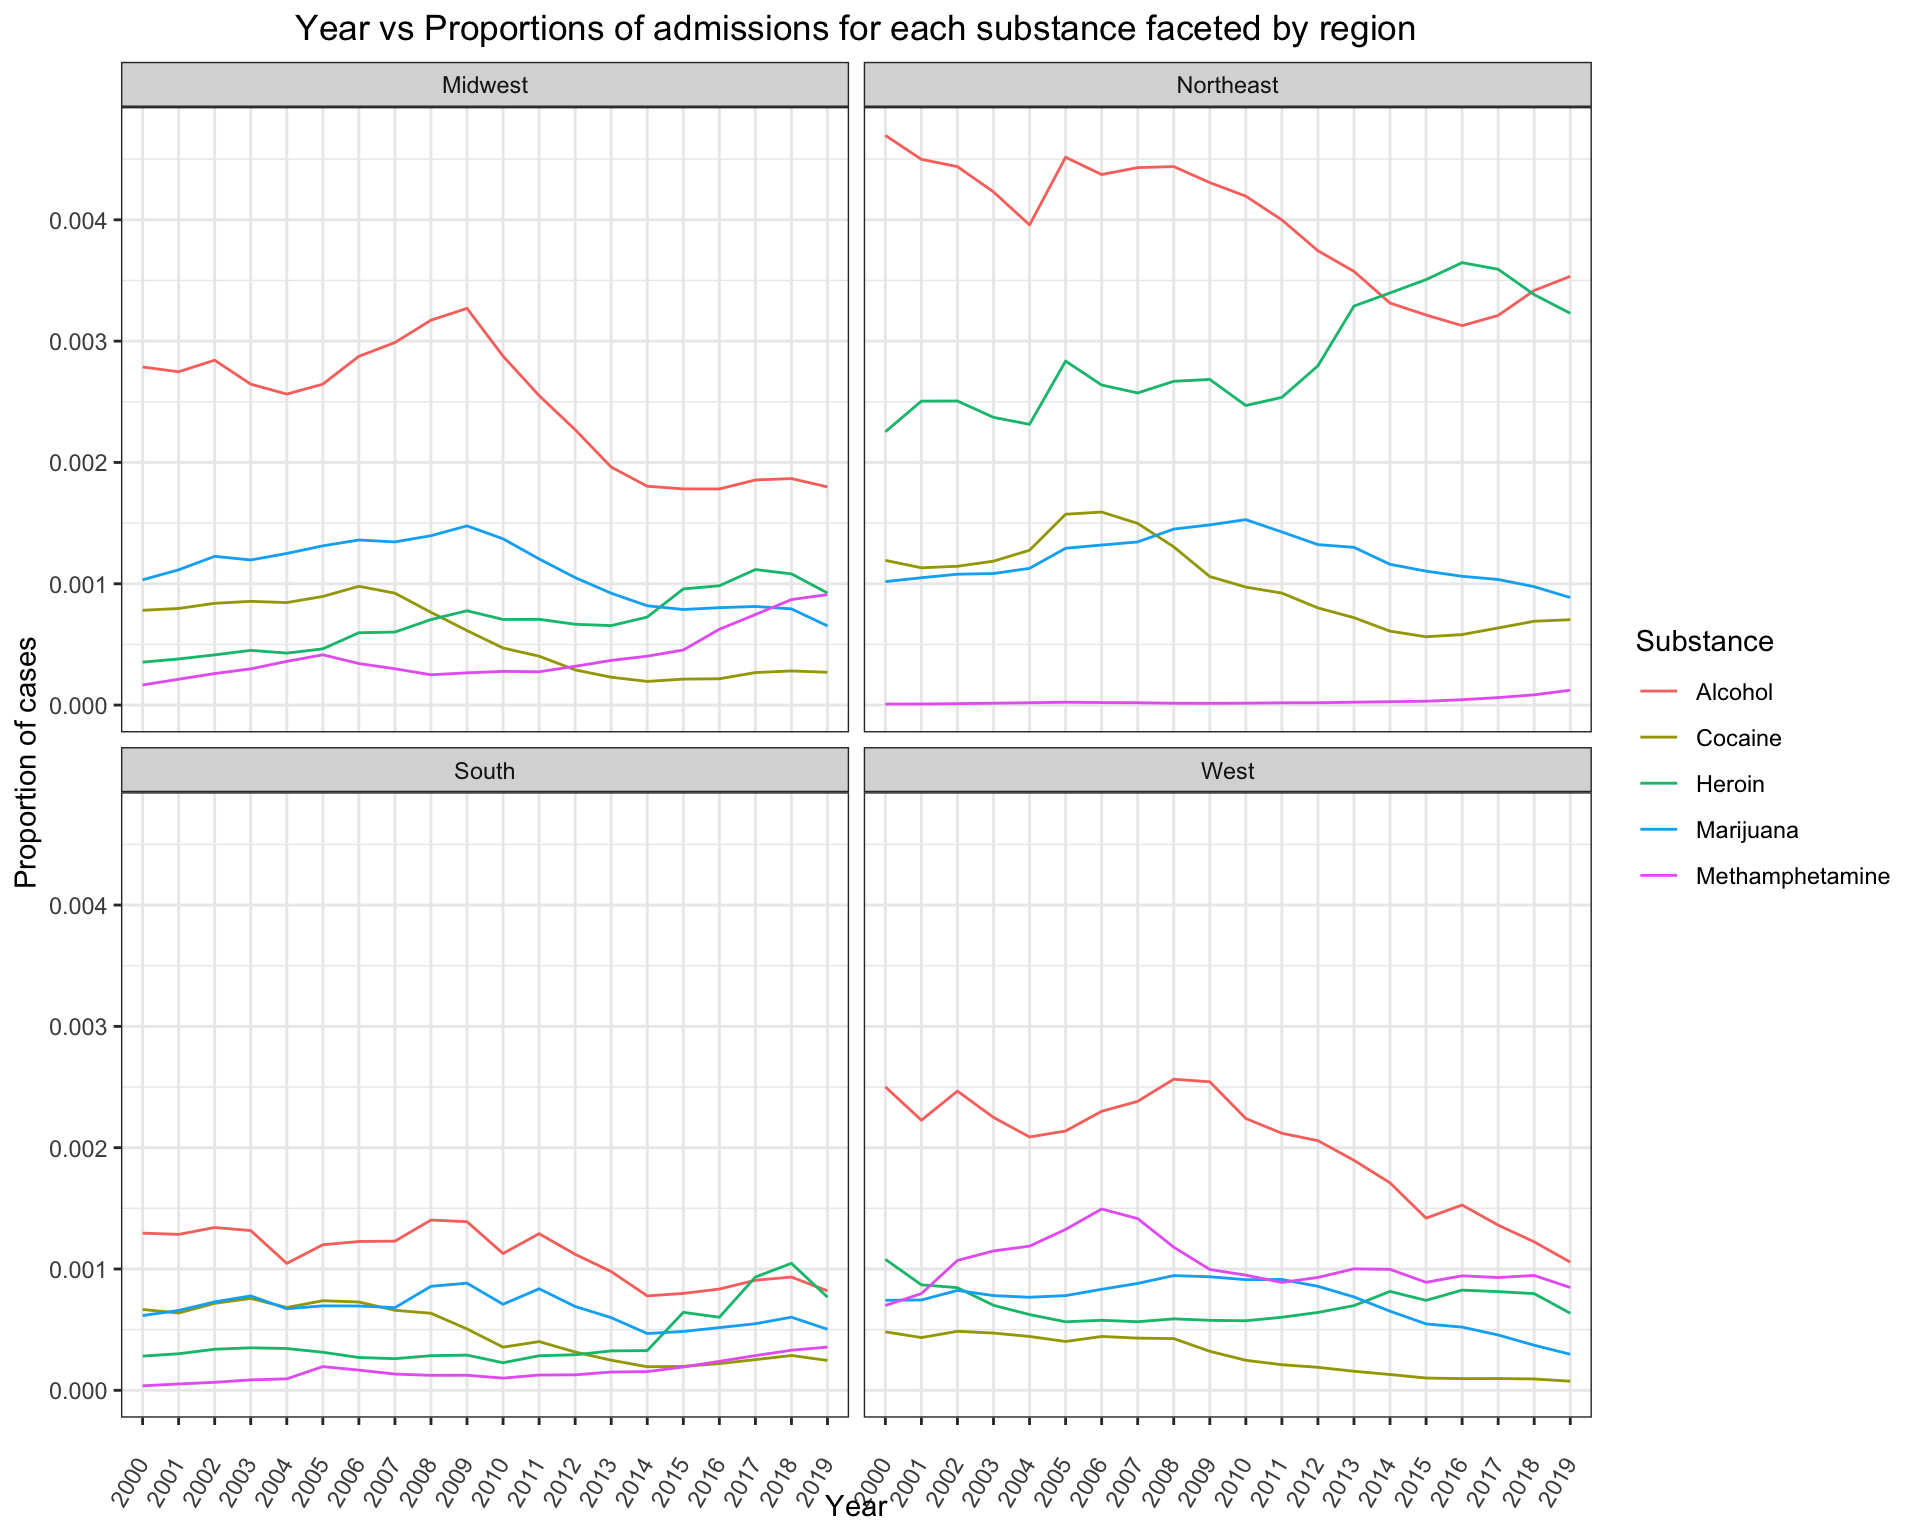 Year vs Proportions of admissions for each substance faceted by region
Midwest
Northeast
0.004
0.003
0.002
0.001
0.000
South
West
0.004
0.003
0.002
0.001
0.000
Proportion of cases
2000 2001 2002 2003 2004 2005 2006 2007 2008 2009 2010 2011 2012 2013 2014 2015 2016 2017 2018 2019
2000 2001 2002 2003 2004 2005 2006 2007 2008 2009 2010 2011 2012 2013 2014 2015 2016 2017 2018 2019
Year
Substance
Alcohol
Cocaine
Heroin
Marijuana
Methamphetamine